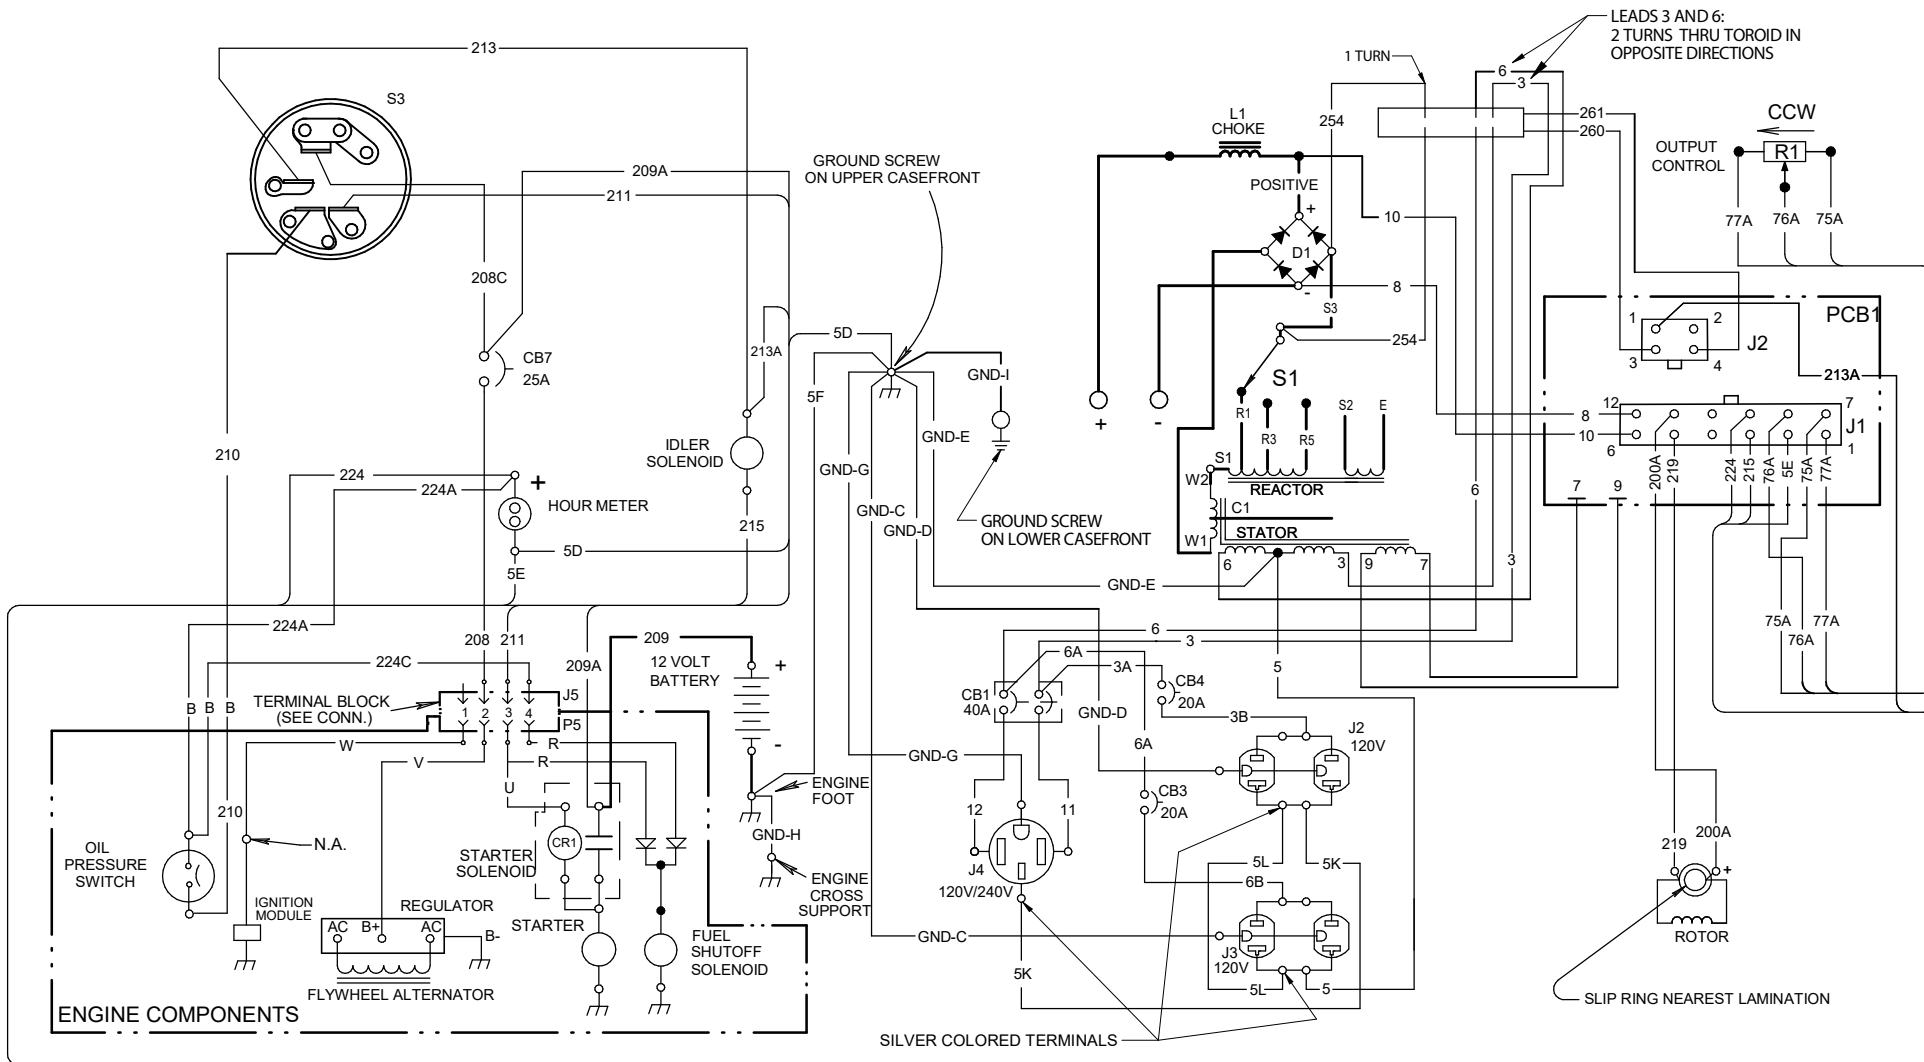 LEADS 3 AND 6:
2 TURNS THRU TOROID IN
OPPOSITE DIRECTIONS
213
1 TURN
6
3
S3
L1
CHOKE
254
261
260
CCW
OUTPUT
CONTROL
R1
GROUND SCREW
ON UPPER CASEFRONT
209A
211
POSITIVE
+
10
77A
76A
75A
D1
-
8
S3
208C
1
2
PCB1
5D
213A
254
3
4
J2
CB7
25A
GND-I
S1
213A
5F
R1
R3
R5
S2
E
+
-
8
12
7
J1
10
6
1
GND-E
IDLER
SOLENOID
210
GND-G
S1
W2
REACTOR
200A
219
224
215
76A
5E
75A
77A
224
224A
+
HOUR METER
GND-C
GND-D
6
7
9
215
C1
GROUND SCREW
ON LOWER CASEFRONT
STATOR
W1
5D
5E
6
3
9
7
3
GND-E
224A
6
3
75A
76A
77A
208
211
209
6A
3A
5
224C
209A
12 VOLT
BATTERY
+
CB1
40A
CB4
20A
TERMINAL BLOCK
(SEE CONN.)
J5
1
2
3
4
P5
B
B
B
GND-D
3B
J2
120V
W
R
-
GND-G
6A
V
R
U
ENGINE
FOOT
CB3
20A
12
11
210
GND-H
N.A.
OIL
PRESSURE
SWITCH
CR1
STARTER
SOLENOID
J4
120V/240V
5L
5K
6B
219
200A
+
ENGINE
CROSS
SUPPORT
IGNITION
MODULE
REGULATOR
AC
B+
AC
B-
STARTER
FUEL
SHUTOFF
SOLENOID
GND-C
J3
120V
ROTOR
5K
5L
5
FLYWHEEL ALTERNATOR
SLIP RING NEAREST LAMINATION
ENGINE COMPONENTS
SILVER COLORED TERMINALS